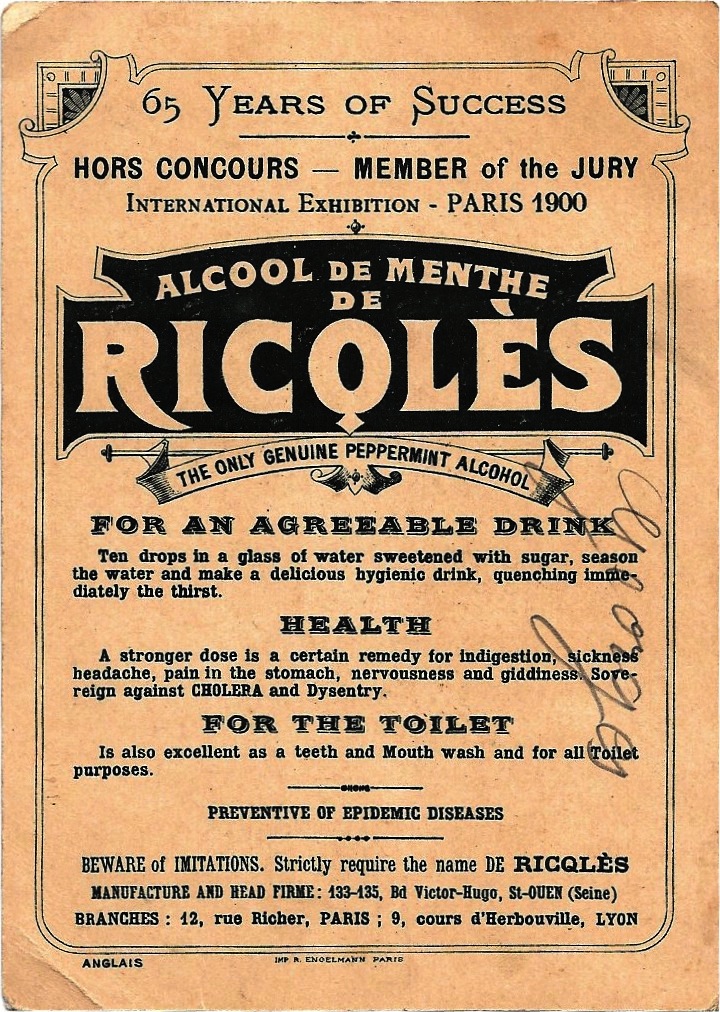 65 YEARS OF SUCCESS
HORS CONCOURS — MEMBER of the JURY
INTERNATIONAL EXHIBITION - PARIS 1900
ALCOOL DE MENTHE
DE
RICQLÈS
THE ONLY GENUINE PEPPERMINT ALCOHOL
FOR AN AGREEABLE DRINK
Ten drops in a glass of water sweetened with sugar, season
the water and make a delicious hygienic drink, quenching imme-
diately the thirst.
HEALTH
A stronger dose is a certain remedy for indigestion, sickness
headache, pain in the stomach, nervousness and giddiness. Sove-
reign against CHOLERA and Dysentry.
FOR THE TOILET
Is also excellent as a teeth and Mouth wash and for all Toilet
purposes.
PREVENTIVE OF EPIDEMIC DISEASES
BEWARE of IMITATIONS. Strictly require the name DE RICQLÈS
MANUFACTURE AND HEAD FIRME : 133-135, Bd Victor-Hugo, St-OUEN (Seine)
BRANCHES : 12, rue Richer, PARIS ; 9, cours d'Herbouville, LYON
ANGLAIS
IMP R. ENGELMANN PARIS